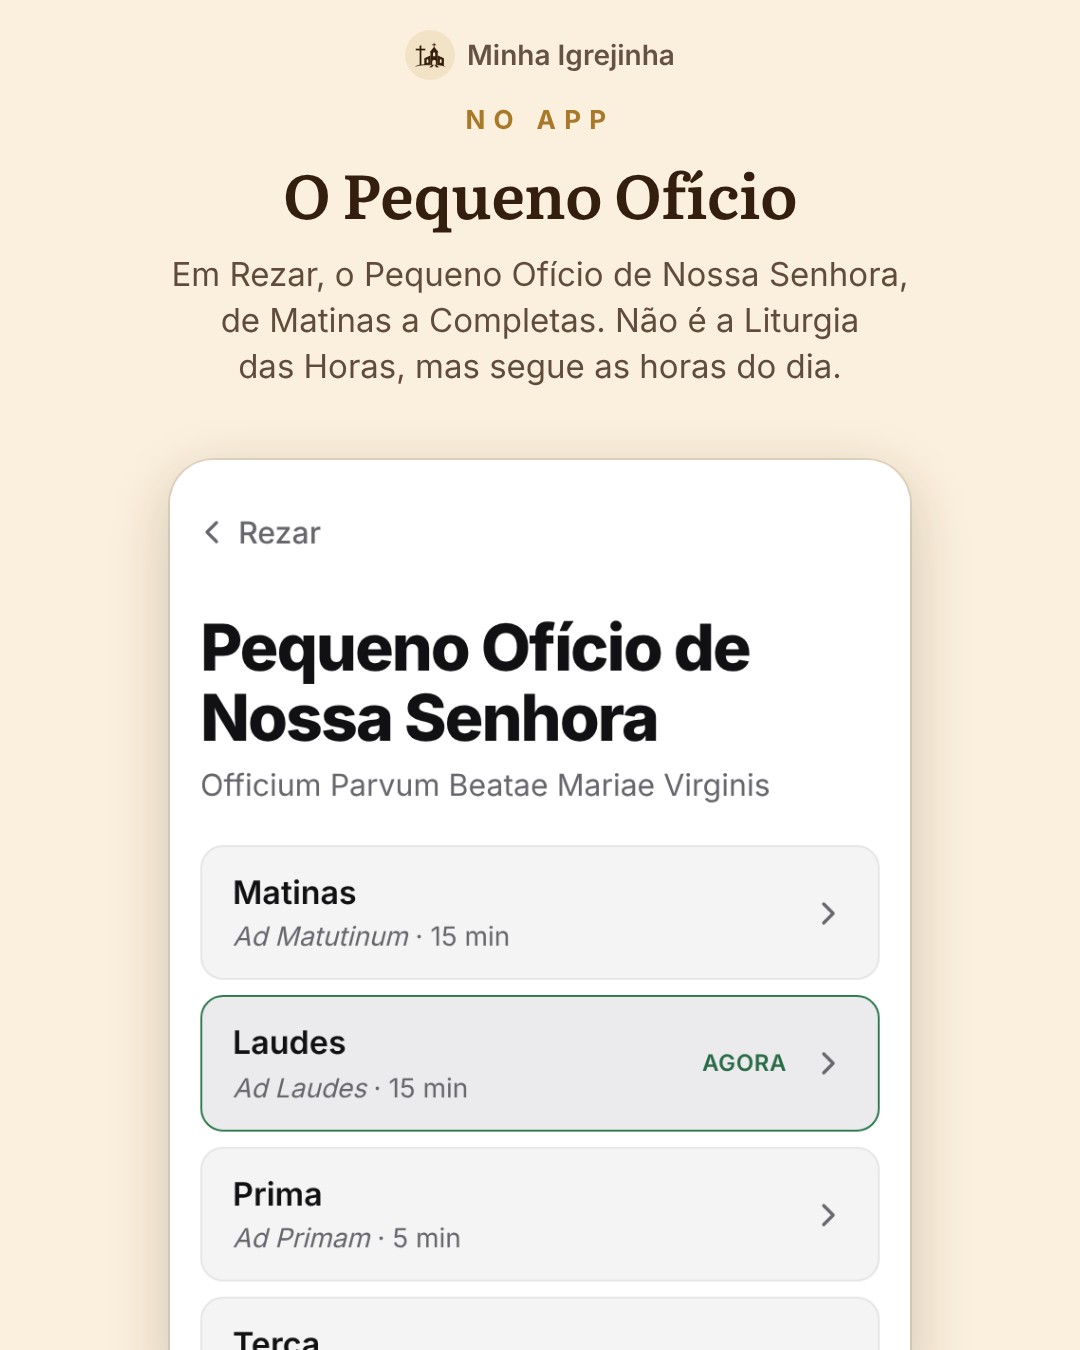 Minha Igrejinha
NO APP
O Pequeno Ofício
Em Rezar, o Pequeno Ofício de Nossa Senhora,
de Matinas a Completas. Não é a Liturgia
das Horas, mas segue as horas do dia.
Rezar
Pequeno Ofício de
Nossa Senhora
Officium Parvum Beatae Mariae Virginis
Matinas
Ad Matutinum · 15 min
Laudes
AGORA
Ad Laudes · 15 min
Prima
Ad Primam · 5 min
Terça